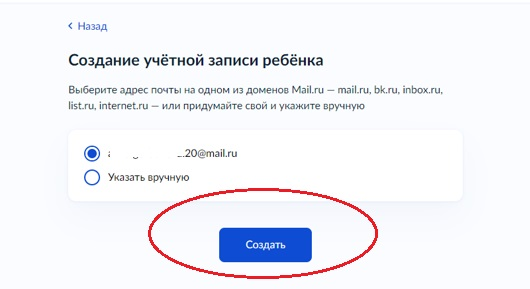 Назад
Создание учётной записи ребёнка
Выберите адрес почты на одном из доменов Mail.ru — mail.ru, bk.ru, inbox.ru,
list.ru, internet.ru — или придумайте свой и укажите вручную
.20@mail.ru
Указать вручную
Создать